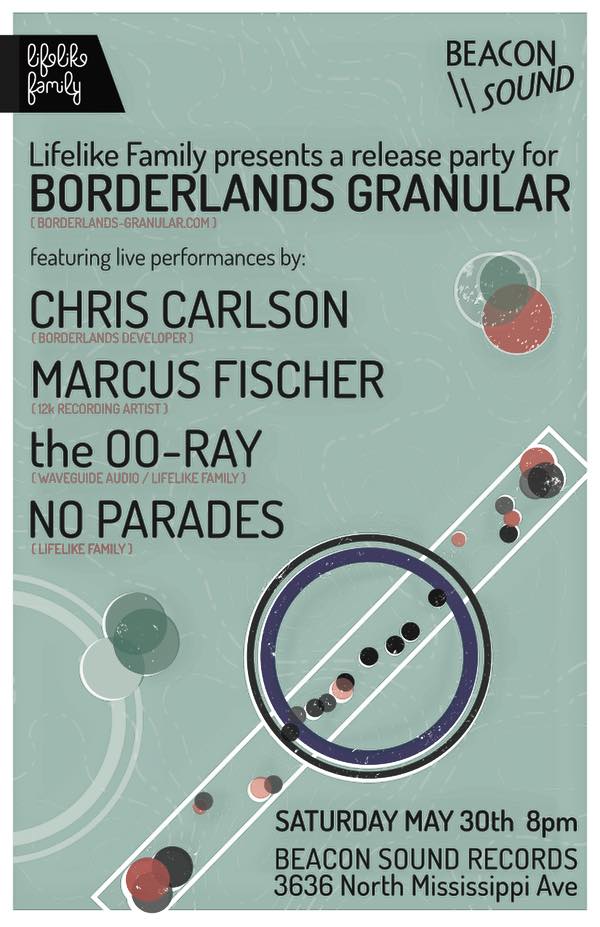 lifelike
family
BEACON
\\ SOUND
Lifelike Family presents a release party for
BORDERLANDS GRANULAR
( BORDERLANDS-GRANULAR.COM )
featuring live performances by:
CHRIS CARLSON
( BORDERLANDS DEVELOPER )
MARCUS FISCHER
( 12k RECORDING ARTIST )
the OO-RAY
( WAVEGUIDE AUDIO / LIFELIKE FAMILY )
NO PARADES
( LIFELIKE FAMILY )
SATURDAY MAY 30th 8pm
BEACON SOUND RECORDS
3636 North Mississippi Ave